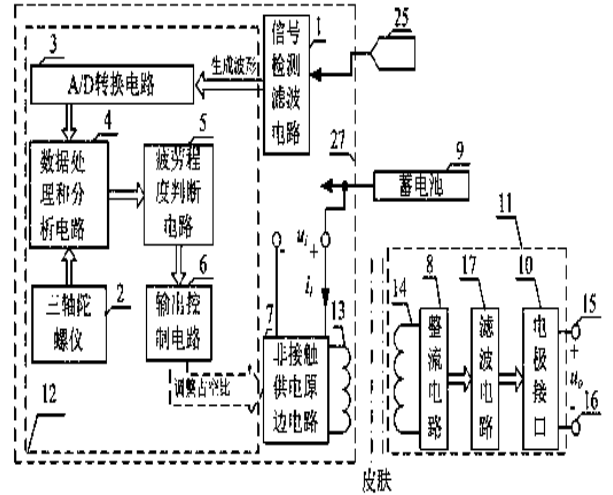 3
A/D转换电路
生成波形
信号
检测
滤波
电路
1
25
4
数据处
理和分
析电路
5
疲劳程
度判断
电路
27
9
蓄电池
三轴陀
螺仪
2
6
输出控
制电路
调整占空比
12
7
非接触
供电原
边电路
13
ui
+
-
ii
皮肤
11
14
8
整流电路
17
滤波电路
10
电极接口
15
+
uo
-
16